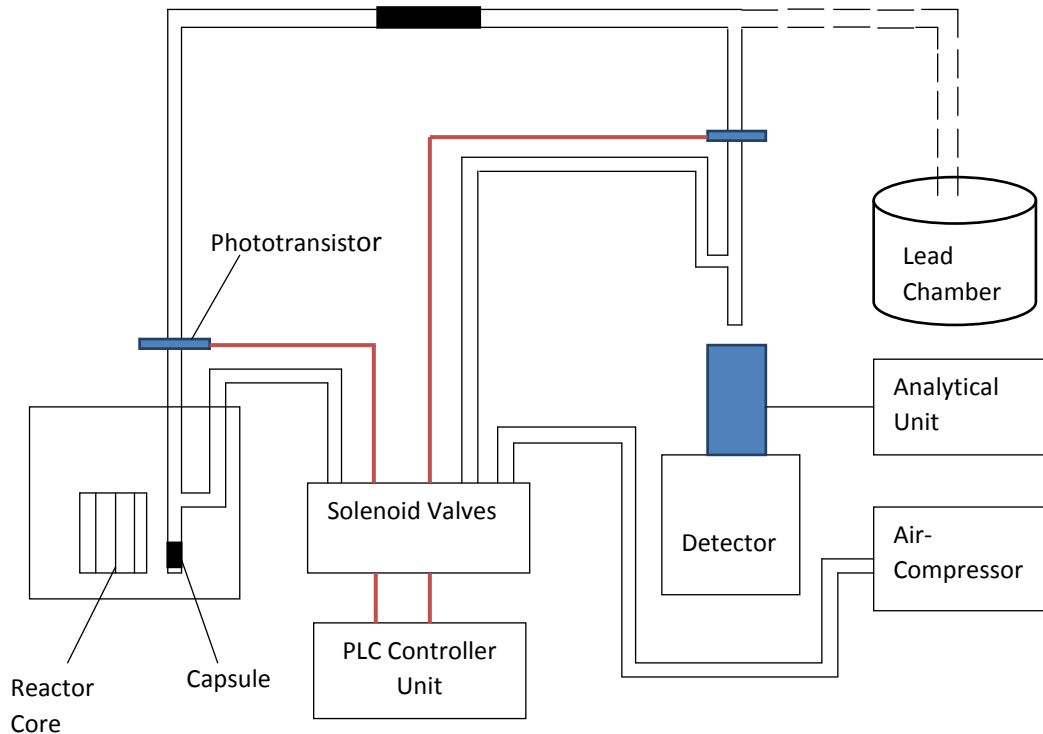 Phototransistor
Lead
Chamber
Analytical
Unit
Solenoid Valves
Detector
Air-
Compressor
PLC Controller
Unit
Capsule
Reactor
Core